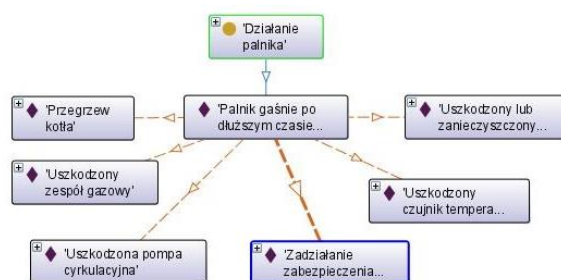 'Działanie
palnika'
'Przegrzew
kotła'
'Palnik gaśnie po
dłuższym czasie...
'Uszkodzony lub
zanieczyszczony...
'Uszkodzony
zespół gazowy'
'Uszkodzony
czujnik tempera...
'Uszkodzona pompa
cyrkulacyjna'
'Zadziałanie
zabezpieczenia...